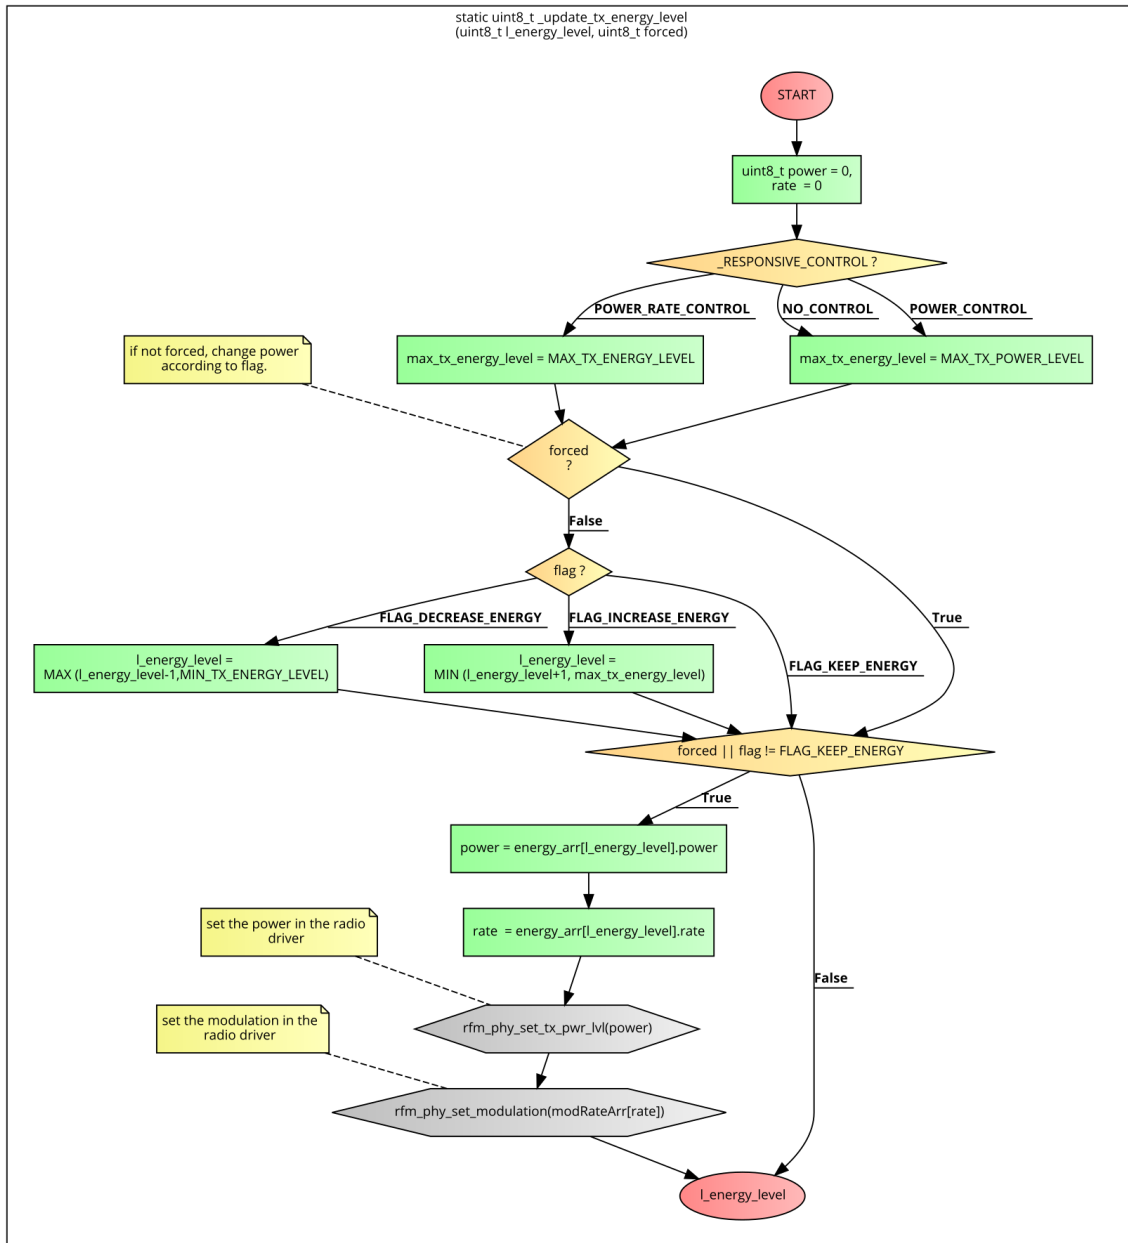 static uint8_t _update_tx_energy_level
(uint8_t l_energy_level, uint8_t forced)
START
uint8_t power = 0,
rate  = 0
_RESPONSIVE_CONTROL ?
POWER_RATE_CONTROL
NO_CONTROL
POWER_CONTROL
if not forced, change power
according to flag.
max_tx_energy_level = MAX_TX_ENERGY_LEVEL
max_tx_energy_level = MAX_TX_POWER_LEVEL
forced
?
False
flag ?
FLAG_DECREASE_ENERGY
FLAG_INCREASE_ENERGY
True
l_energy_level =
MAX (l_energy_level-1,MIN_TX_ENERGY_LEVEL)
l_energy_level =
MIN (l_energy_level+1, max_tx_energy_level)
FLAG_KEEP_ENERGY
forced || flag != FLAG_KEEP_ENERGY
True
power = energy_arr[l_energy_level].power
set the power in the radio
driver
rate  = energy_arr[l_energy_level].rate
False
set the modulation in the
radio driver
rfm_phy_set_tx_pwr_lvl(power)
rfm_phy_set_modulation(modRateArr[rate])
l_energy_level